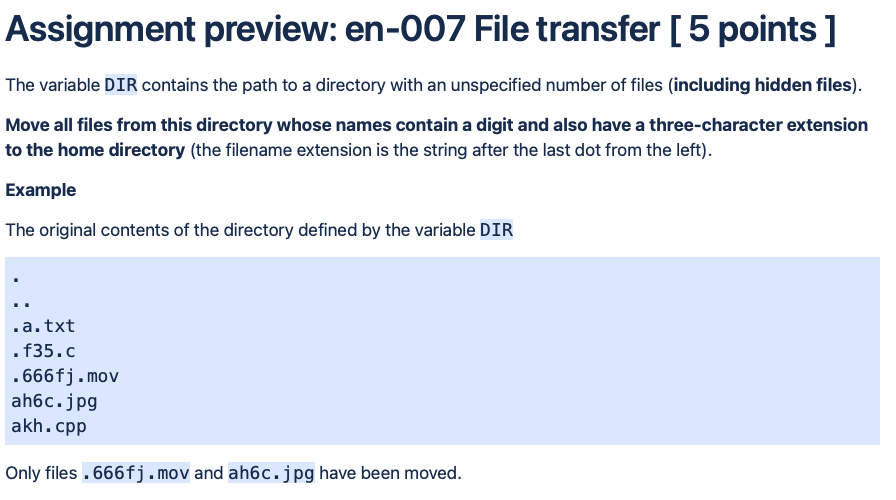 Assignment preview: en-007 File transfer [ 5 points ]
The variable DIR contains the path to a directory with an unspecified number of files (including hidden files).
Move all files from this directory whose names contain a digit and also have a three-character extension
to the home directory (the filename extension is the string after the last dot from the left).
Example
The original contents of the directory defined by the variable DIR
.
..
.a.txt
.f35.c
.666fj.mov
ah6c.jpg
akh.cpp
Only files .666fj.mov and ah6c.jpg have been moved.